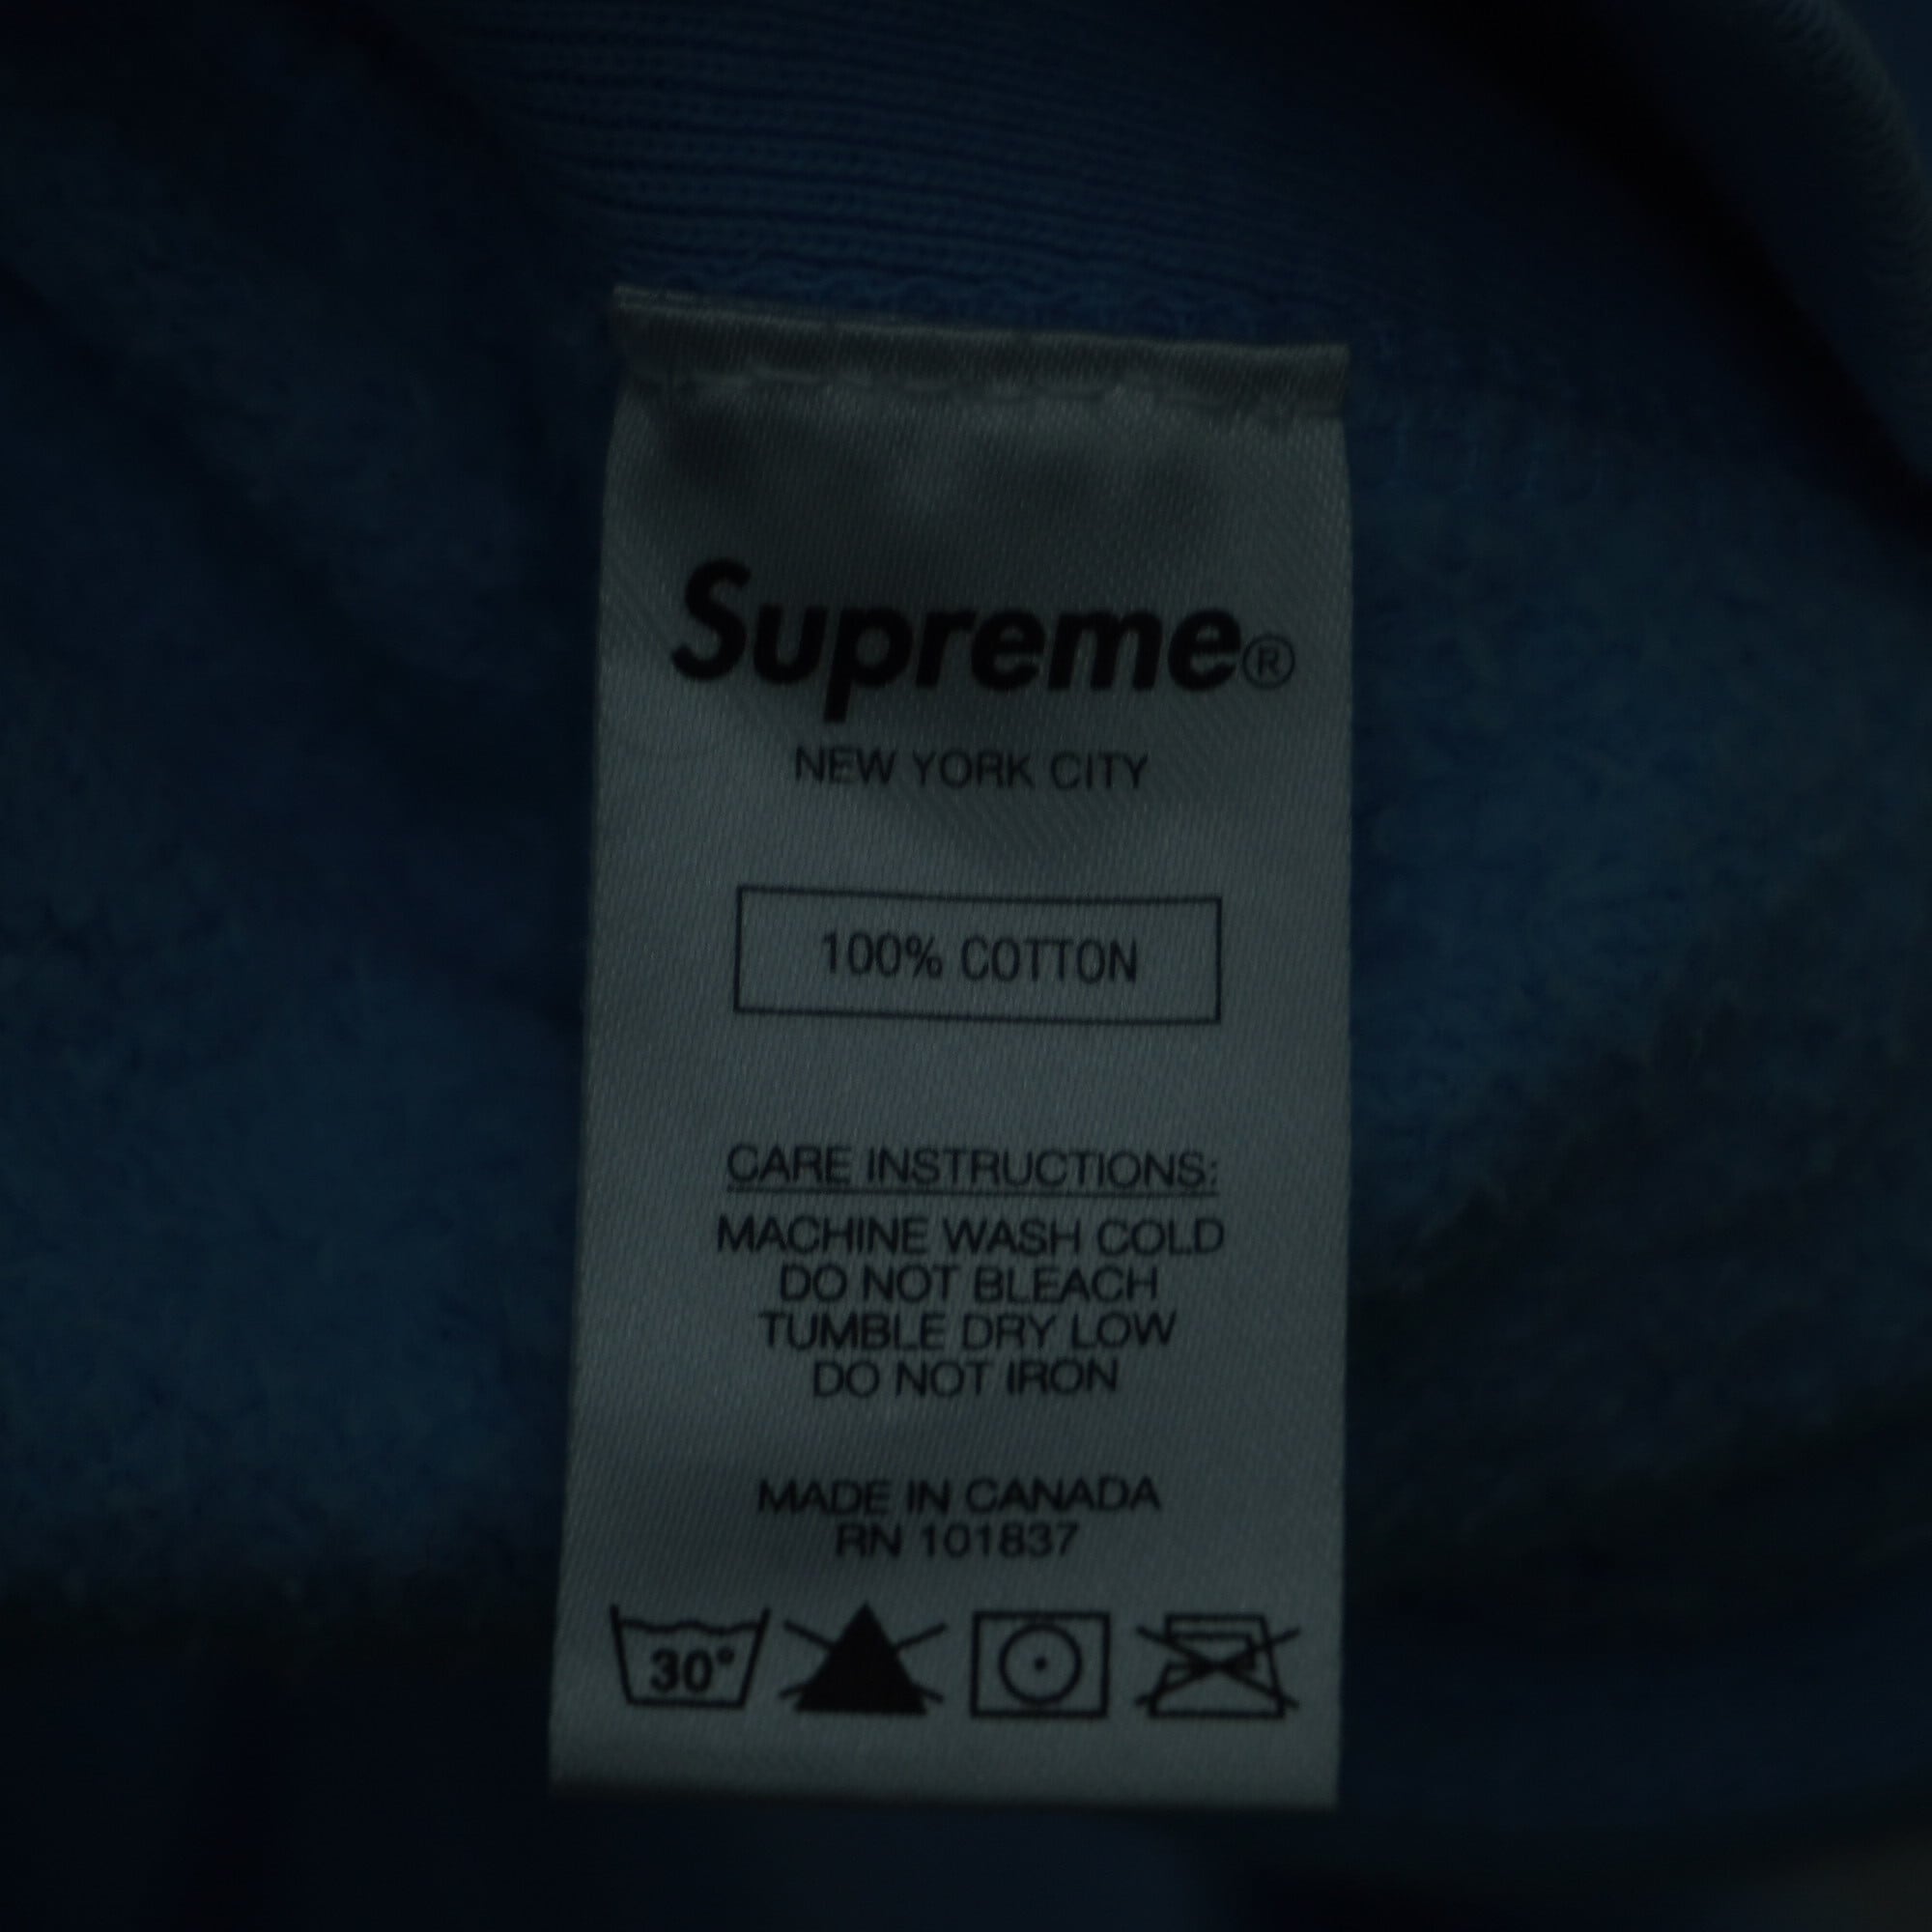 Supreme®
NEW YORK CITY
100% COTTON
CARE INSTRUCTIONS:
MACHINE WASH COLD
DO NOT BLEACH
TUMBLE DRY LOW
DO NOT IRON
MADE IN CANADA
RN 101837
30°